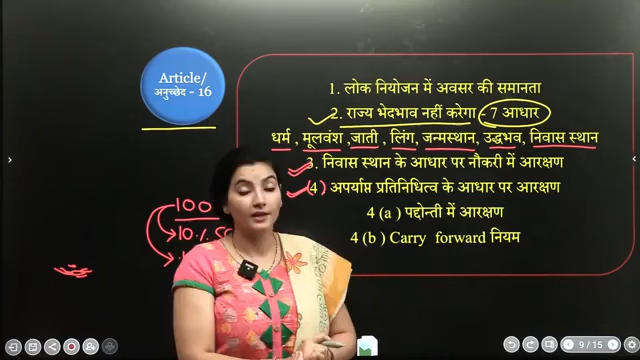 Article/
अनुच्छेद - 16
1. लोक नियोजन में अवसर की समानता
2. राज्य भेदभाव नहीं करेगा - 7 आधार
धर्म , मूलवंश ,जाती , लिंग, जन्मस्थान, उद्धभव, निवास स्थान
3. निवास स्थान के आधार पर नौकरी में आरक्षण
(4) अपर्याप्त प्रतिनिधित्व के आधार पर आरक्षण
4 (a ) पद्दोन्ती में आरक्षण
4 (b ) Carry forward नियम
100
9 / 15